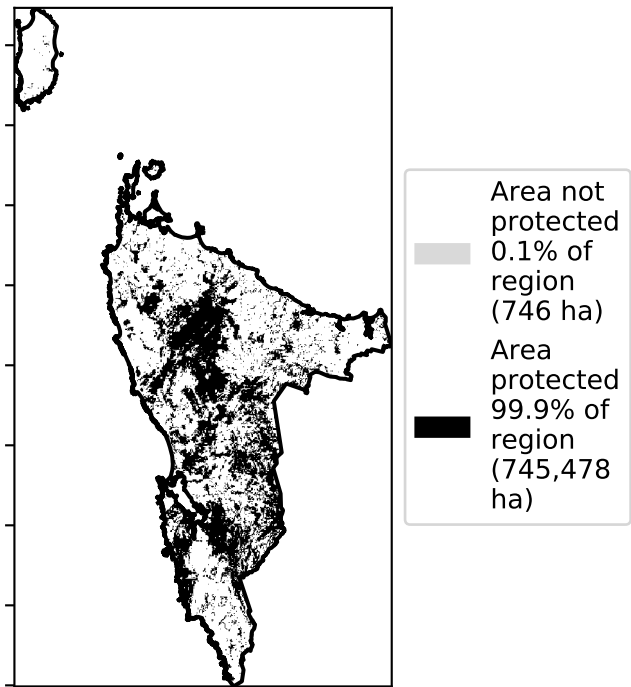 Area not
protected
0.1% of
region
(746 ha)
Area
protected
99.9% of
region
(745,478
ha)